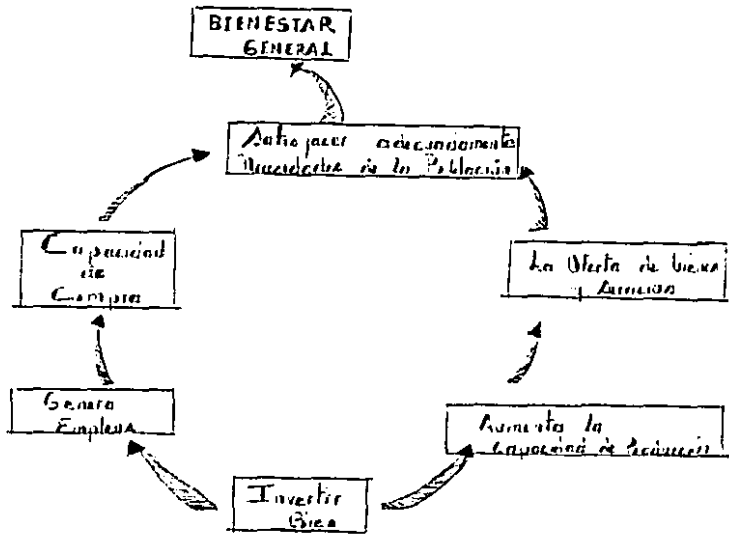 BIENESTAR
GENERAL
Satisfacer adecuadamente
Necesidades de la Población
Capacidad
de
Compra
La Oferta de bienes
y Servicios
Genera
Empleos
Aumenta la
Capacidad de Producción
Invertir
Bien